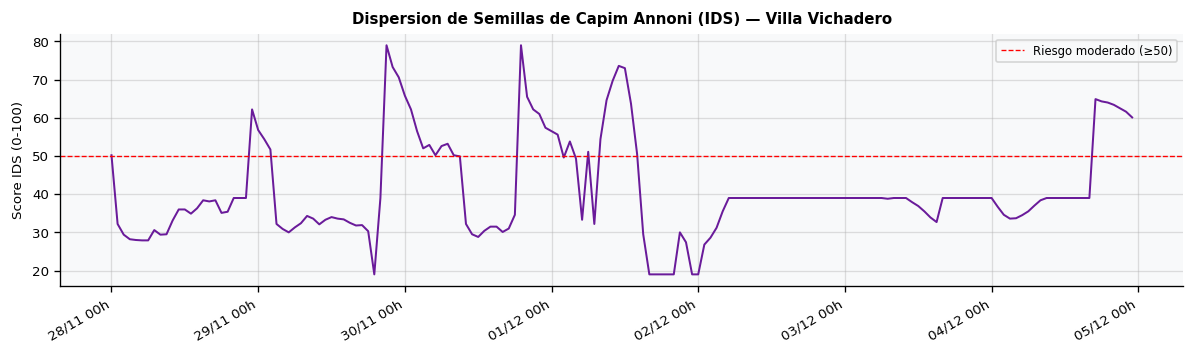 Dispersion de Semillas de Capim Annoni (IDS) — Villa Vichadero
Riesgo moderado (≥50)
Score IDS (0-100)
80
70
60
50
40
30
20
28/11 00h
29/11 00h
30/11 00h
01/12 00h
02/12 00h
03/12 00h
04/12 00h
05/12 00h